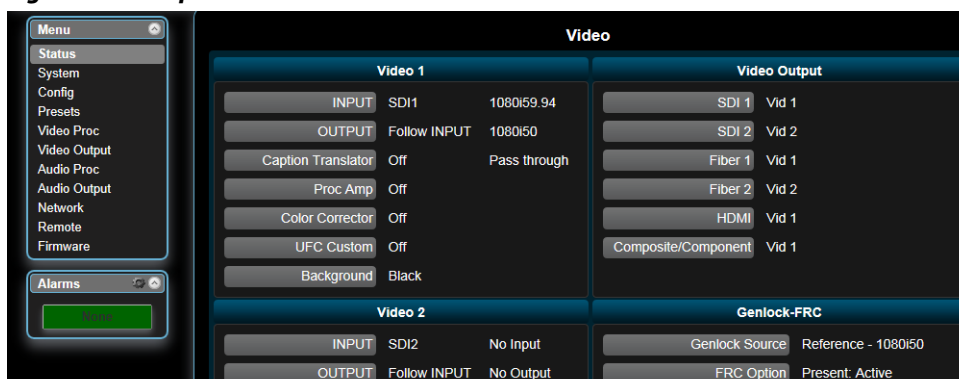 Menu
Status
System
Config
Presets
Video Proc
Video Output
Audio Proc
Audio Output
Network
Remote
Firmware
Alarms
None
Video
Video 1
INPUT SDI1 1080i59.94
OUTPUT Follow INPUT 1080i50
Caption Translator Off Pass through
Proc Amp Off
Color Corrector Off
UFC Custom Off
Background Black
Video Output
SDI 1 Vid 1
SDI 2 Vid 2
Fiber 1 Vid 1
Fiber 2 Vid 2
HDMI Vid 1
Composite/Component Vid 1
Video 2
INPUT SDI2 No Input
OUTPUT Follow INPUT No Output
Genlock-FRC
Genlock Source Reference - 1080i50
FRC Option Present: Active